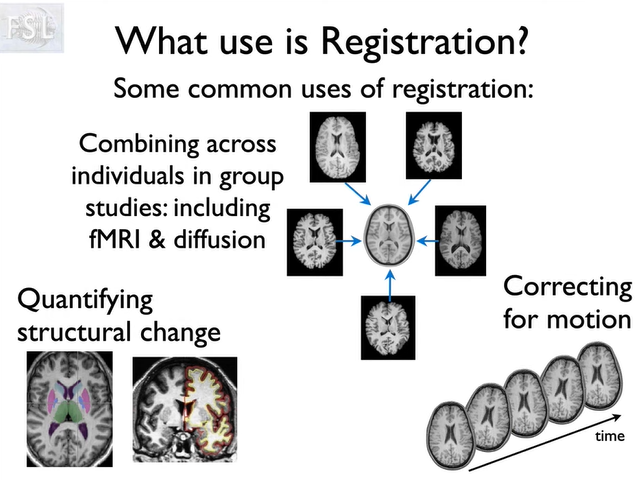 FSL
What use is Registration?
Some common uses of registration:
Combining across
individuals in group
studies: including
fMRI & diffusion
Quantifying
structural change
Correcting
for motion
time